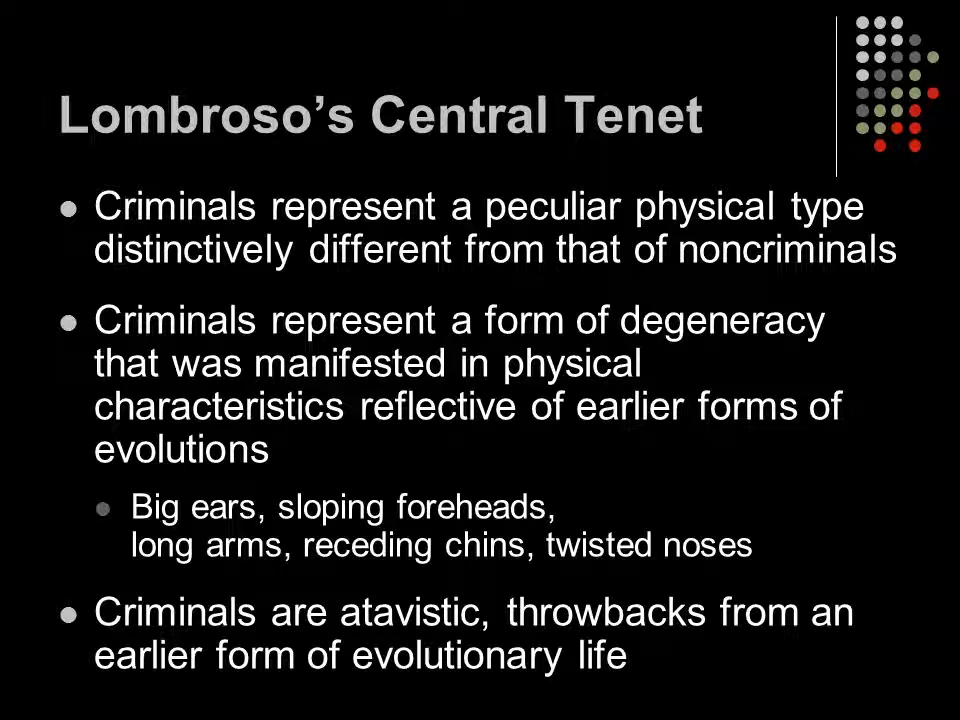 Lombroso’s Central Tenet
Criminals represent a peculiar physical type
distinctively different from that of noncriminals
Criminals represent a form of degeneracy
that was manifested in physical
characteristics reflective of earlier forms of
evolutions
Big ears, sloping foreheads,
long arms, receding chins, twisted noses
Criminals are atavistic, throwbacks from an
earlier form of evolutionary life